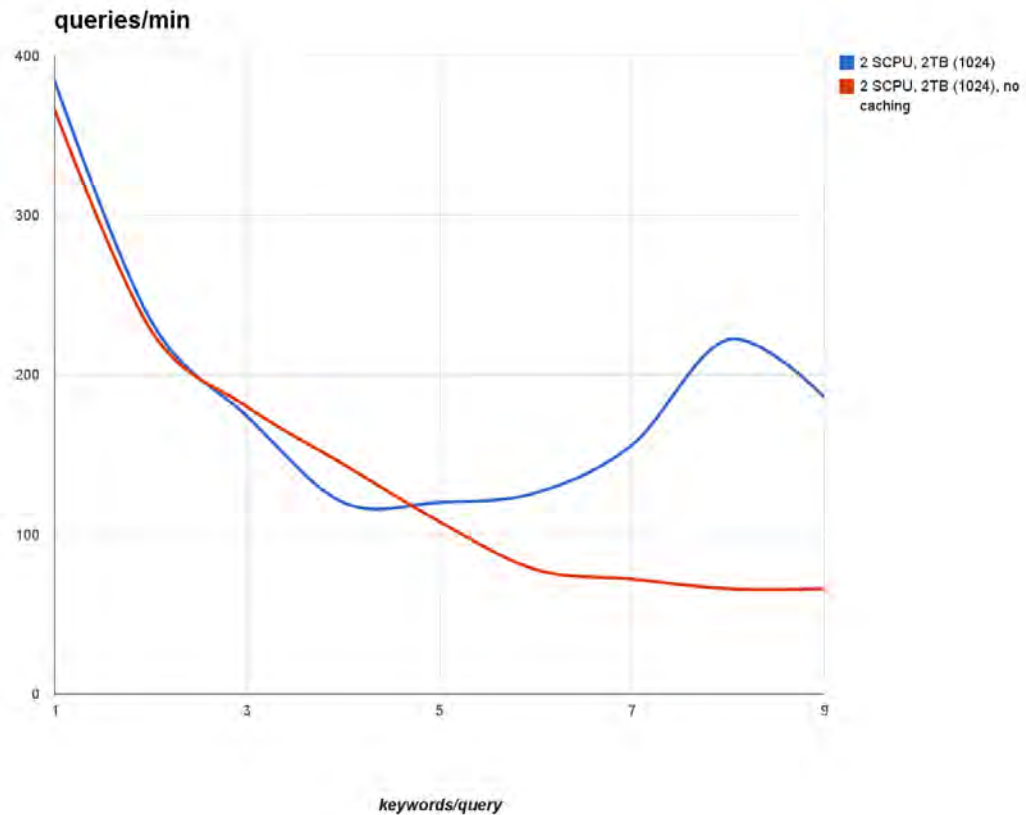 queries/min
400
2 SCPU, 2TB (1024)
2 SCPU, 2TB (1024), no
caching
300
200
100
0
1 3 5 7 9
keywords/query